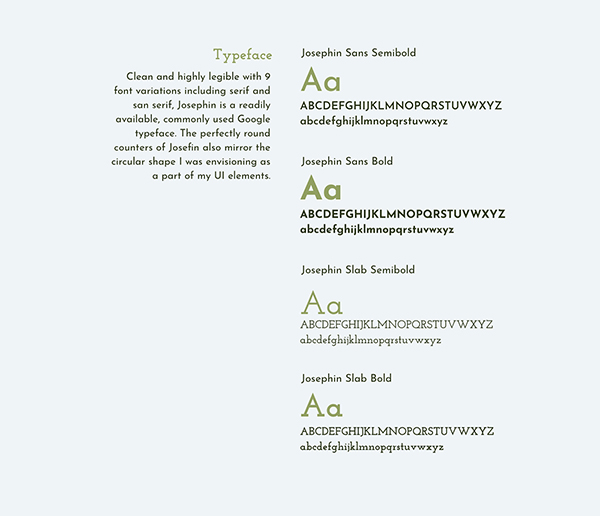 Typeface
Clean and highly legible with 9
font variations including serif and
san serif, Josephin is a readily
available, commonly used Google
typeface. The perfectly round
counters of Josefin also mirror the
circular shape I was envisioning as
a part of my UI elements.
Josephin Sans Semibold
Aa
ABCDEFGHIJKLMNOPQRSTUVWXYZ
abcdefghijklmnopqrstuvwxyz
Josephin Sans Bold
Aa
ABCDEFGHIJKLMNOPQRSTUVWXYZ
abcdefghijklmnopqrstuvwxyz
Josephin Slab Semibold
Aa
ABCDEFGHIJKLMNOPQRSTUVWXYZ
abcdefghijklmnopqrstuvwxyz
Josephin Slab Bold
Aa
ABCDEFGHIJKLMNOPQRSTUVWXYZ
abcdefghijklmnopqrstuvwxyz